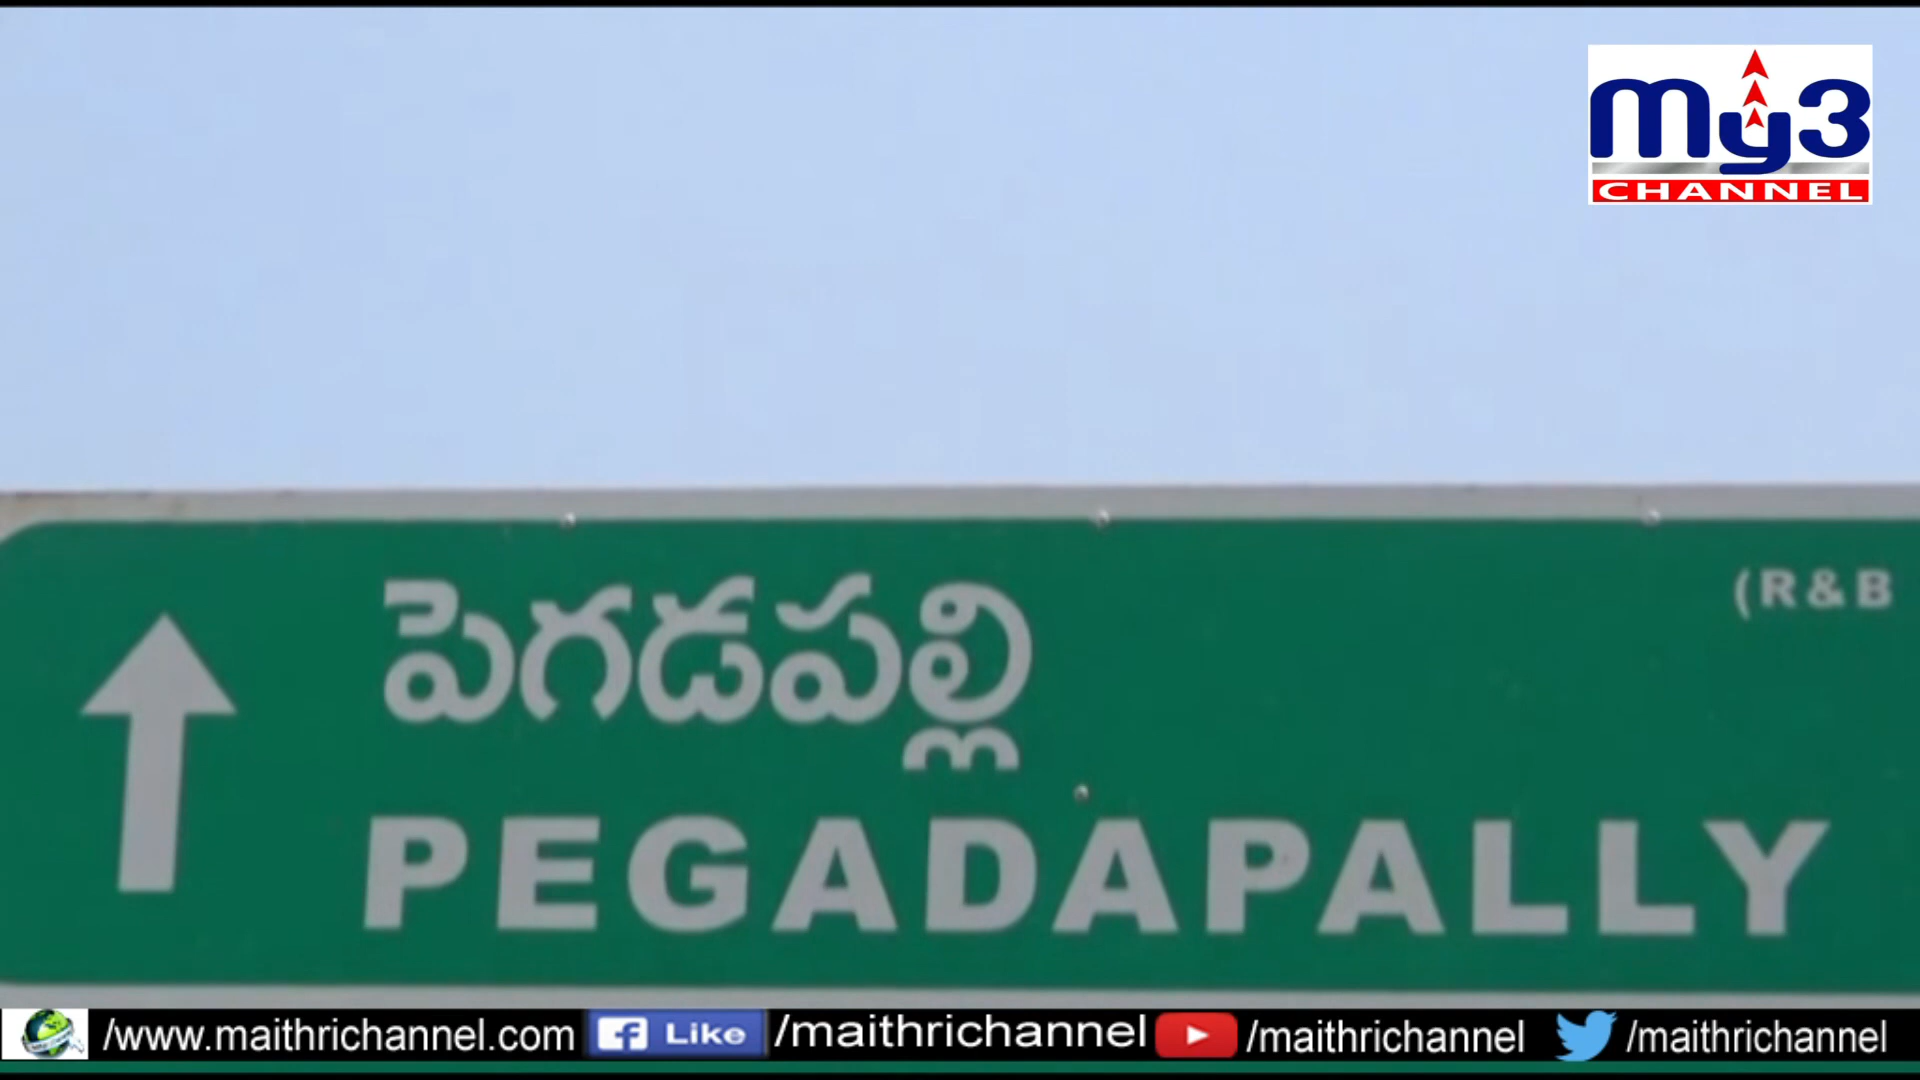 my3
CHANNEL
(R&B
పెగడపల్లి
PEGADAPALLY
/www.maithrichannel.com Like /maithrichannel /maithrichannel /maithrichannel